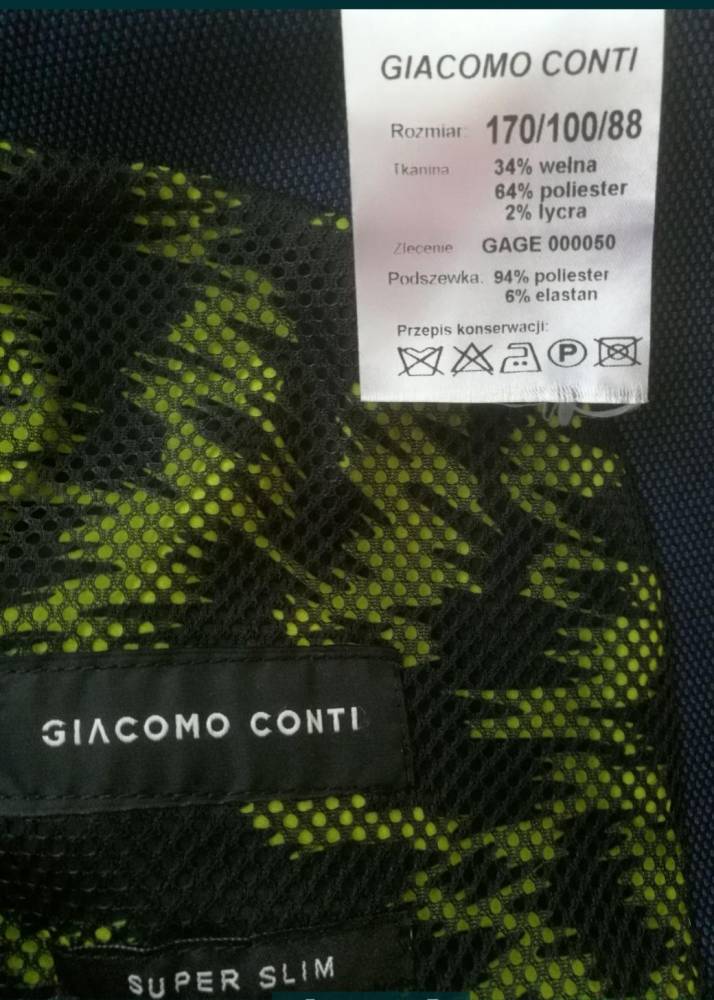 GIACOMO CONTI
Rozmiar: 170/100/88
Tkanina 34% wełna
64% poliester
2% lycra
Zlecenie GAGE 000050
Podszewka. 94% poliester
6% elastan
Przepis konserwacji:
P
GIACOMO CONTI
SUPER SLIM